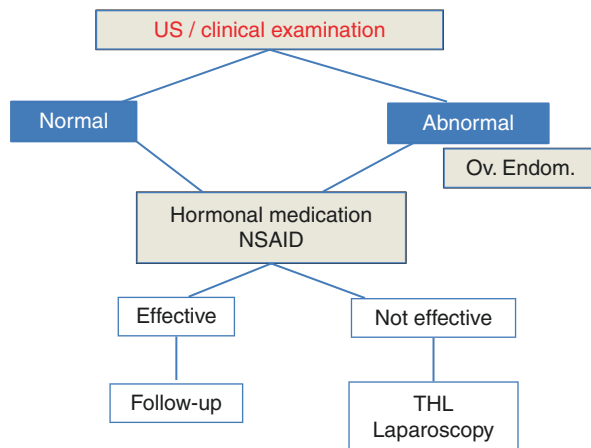 US / clinical examination
Normal
Abnormal
Ov. Endom.
Hormonal medication
NSAID
Effective
Not effective
Follow-up
THL
Laparoscopy